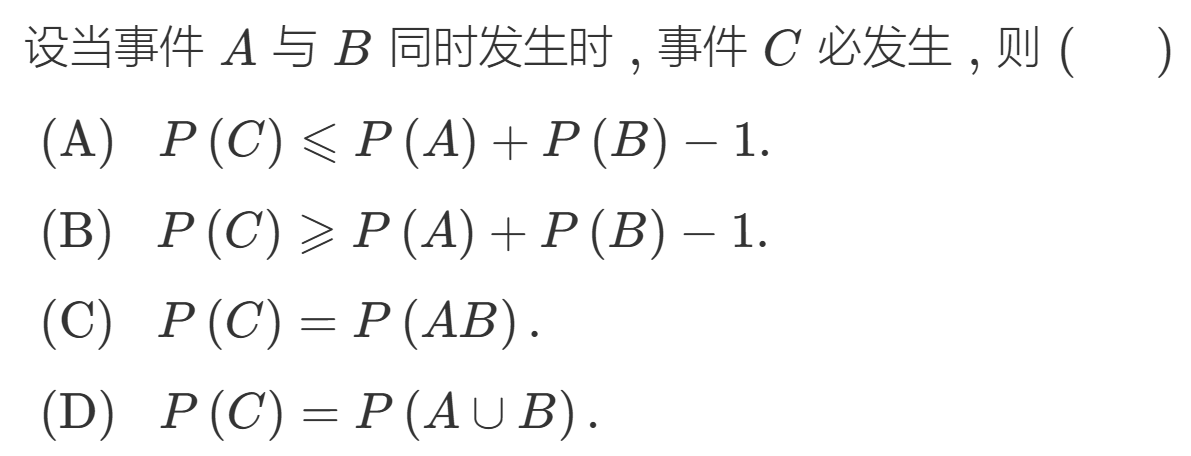 设当事件 A 与 B 同时发生时 , 事件 C 必发生 , 则 (  )
(A) P (C) ⩽ P (A) + P (B) − 1.
(B) P (C) ⩾ P (A) + P (B) − 1.
(C) P (C) = P (AB) .
(D) P (C) = P (A ∪ B) .